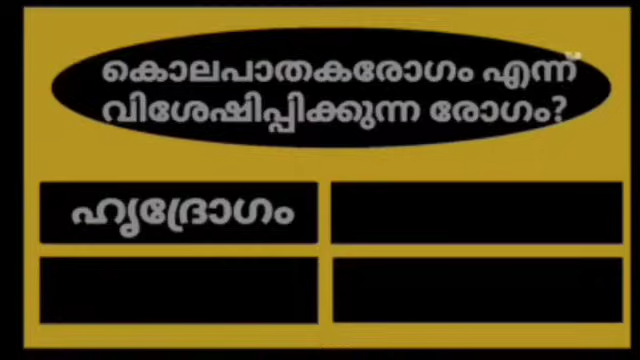 കൊലപാതകരോഗം എന്ന്
വിശേഷിപ്പിക്കുന്ന രോഗം?
ഹൃദ്രോഗം